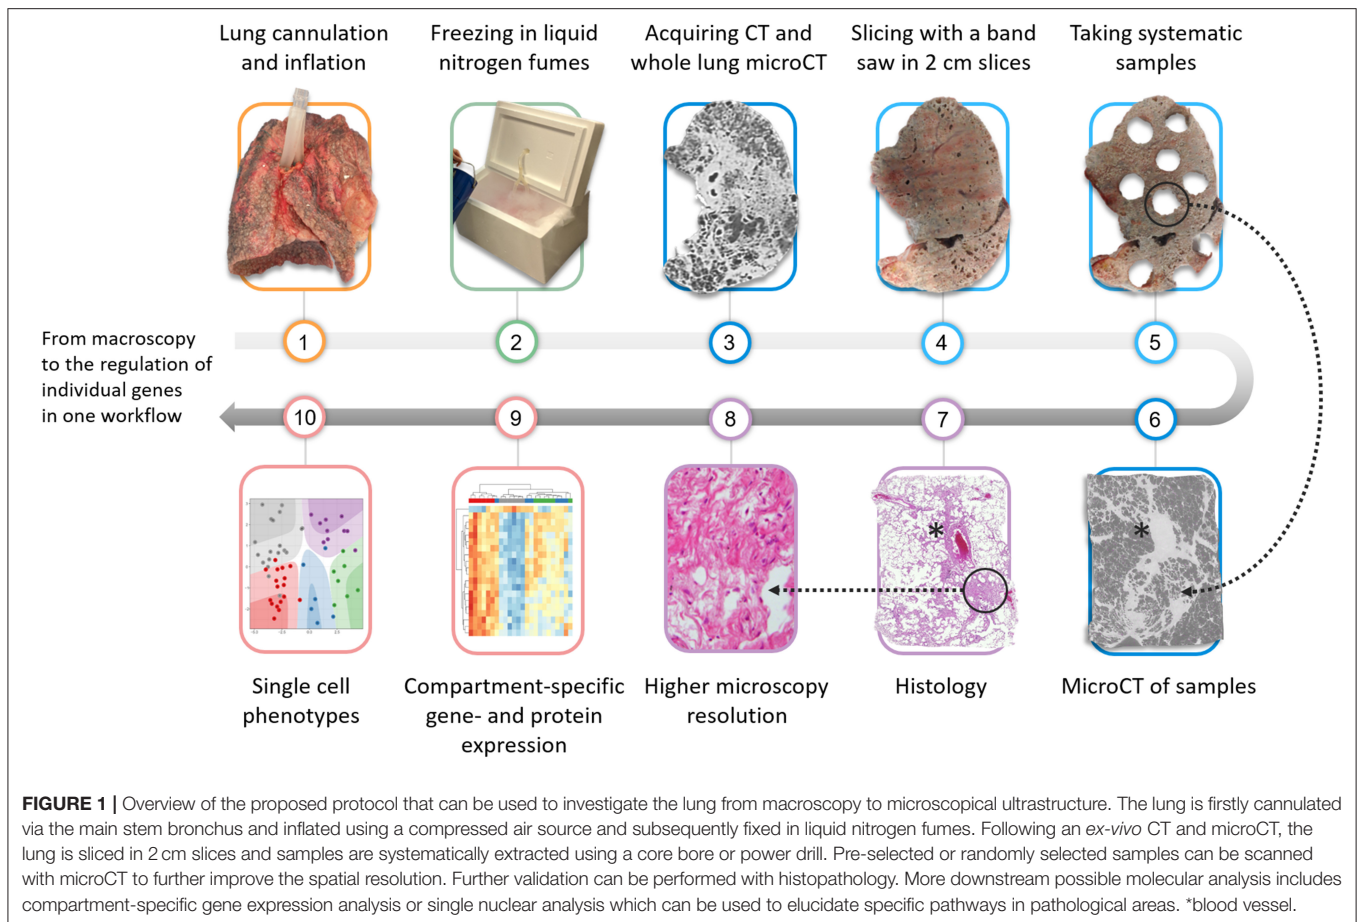 Lung cannulation
and inflation
Freezing in liquid
nitrogen fumes
Acquiring CT and
whole lung microCT
Slicing with a band
saw in 2 cm slices
Taking systematic
samples
From macroscopy
to the regulation of
individual genes
in one workflow
1
2
3
4
5
10
9
8
7
6
*
*
Single cell
phenotypes
Compartment-specific
gene- and protein
expression
Higher microscopy
resolution
Histology
MicroCT of samples
FIGURE 1 | Overview of the proposed protocol that can be used to investigate the lung from macroscopy to microscopical ultrastructure. The lung is firstly cannulated
via the main stem bronchus and inflated using a compressed air source and subsequently fixed in liquid nitrogen fumes. Following an ex-vivo CT and microCT, the
lung is sliced in 2 cm slices and samples are systematically extracted using a core bore or power drill. Pre-selected or randomly selected samples can be scanned
with microCT to further improve the spatial resolution. Further validation can be performed with histopathology. More downstream possible molecular analysis includes
compartment-specific gene expression analysis or single nuclear analysis which can be used to elucidate specific pathways in pathological areas. *blood vessel.